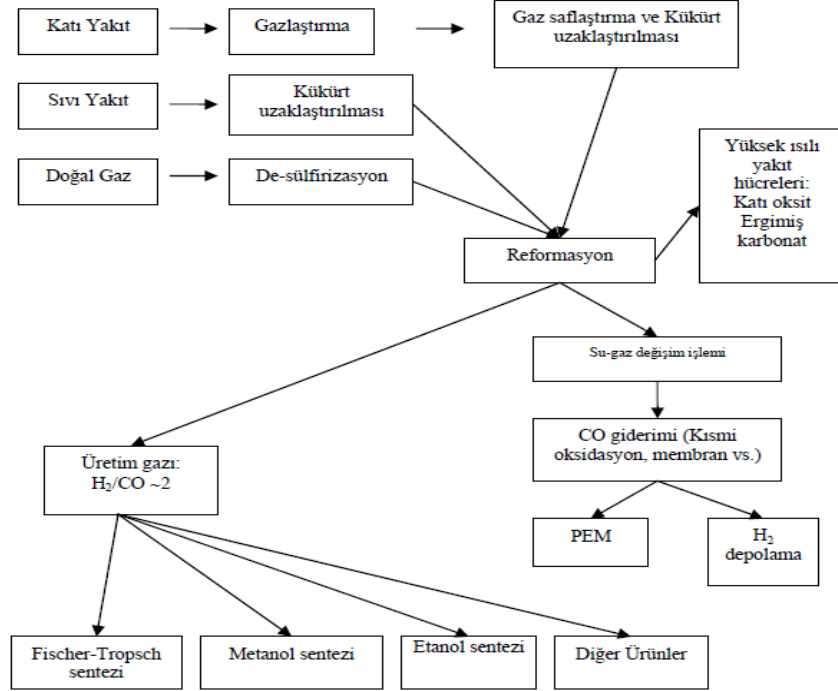 Katı Yakıt
Gazlaştırma
Gaz saflaştırma ve Kükürt
uzaklaştırılması
Sıvı Yakıt
Kükürt
uzaklaştırılması
Doğal Gaz
De-sülfirizasyon
Yüksek ısılı
yakıt
hücreleri:
Katı oksit
Ergimiş
karbonat
Reformasyon
Su-gaz değişim işlemi
CO giderimi (Kısmi
oksidasyon, membran vs.)
Üretim gazı:
H₂/CO ~2
PEM
H₂
depolama
Fischer-Tropsch
sentezi
Metanol sentezi
Etanol sentezi
Diğer Ürünler